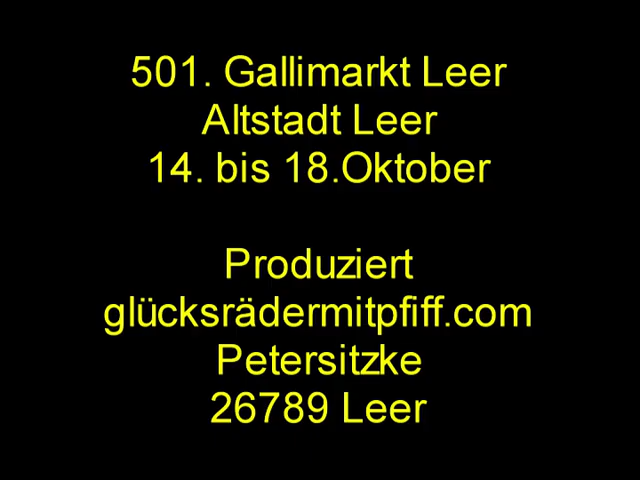 501. Gallimarkt Leer
Altstadt Leer
14. bis 18.Oktober
Produziert
glücksrädermitpfiff.com
Petersitzke
26789 Leer